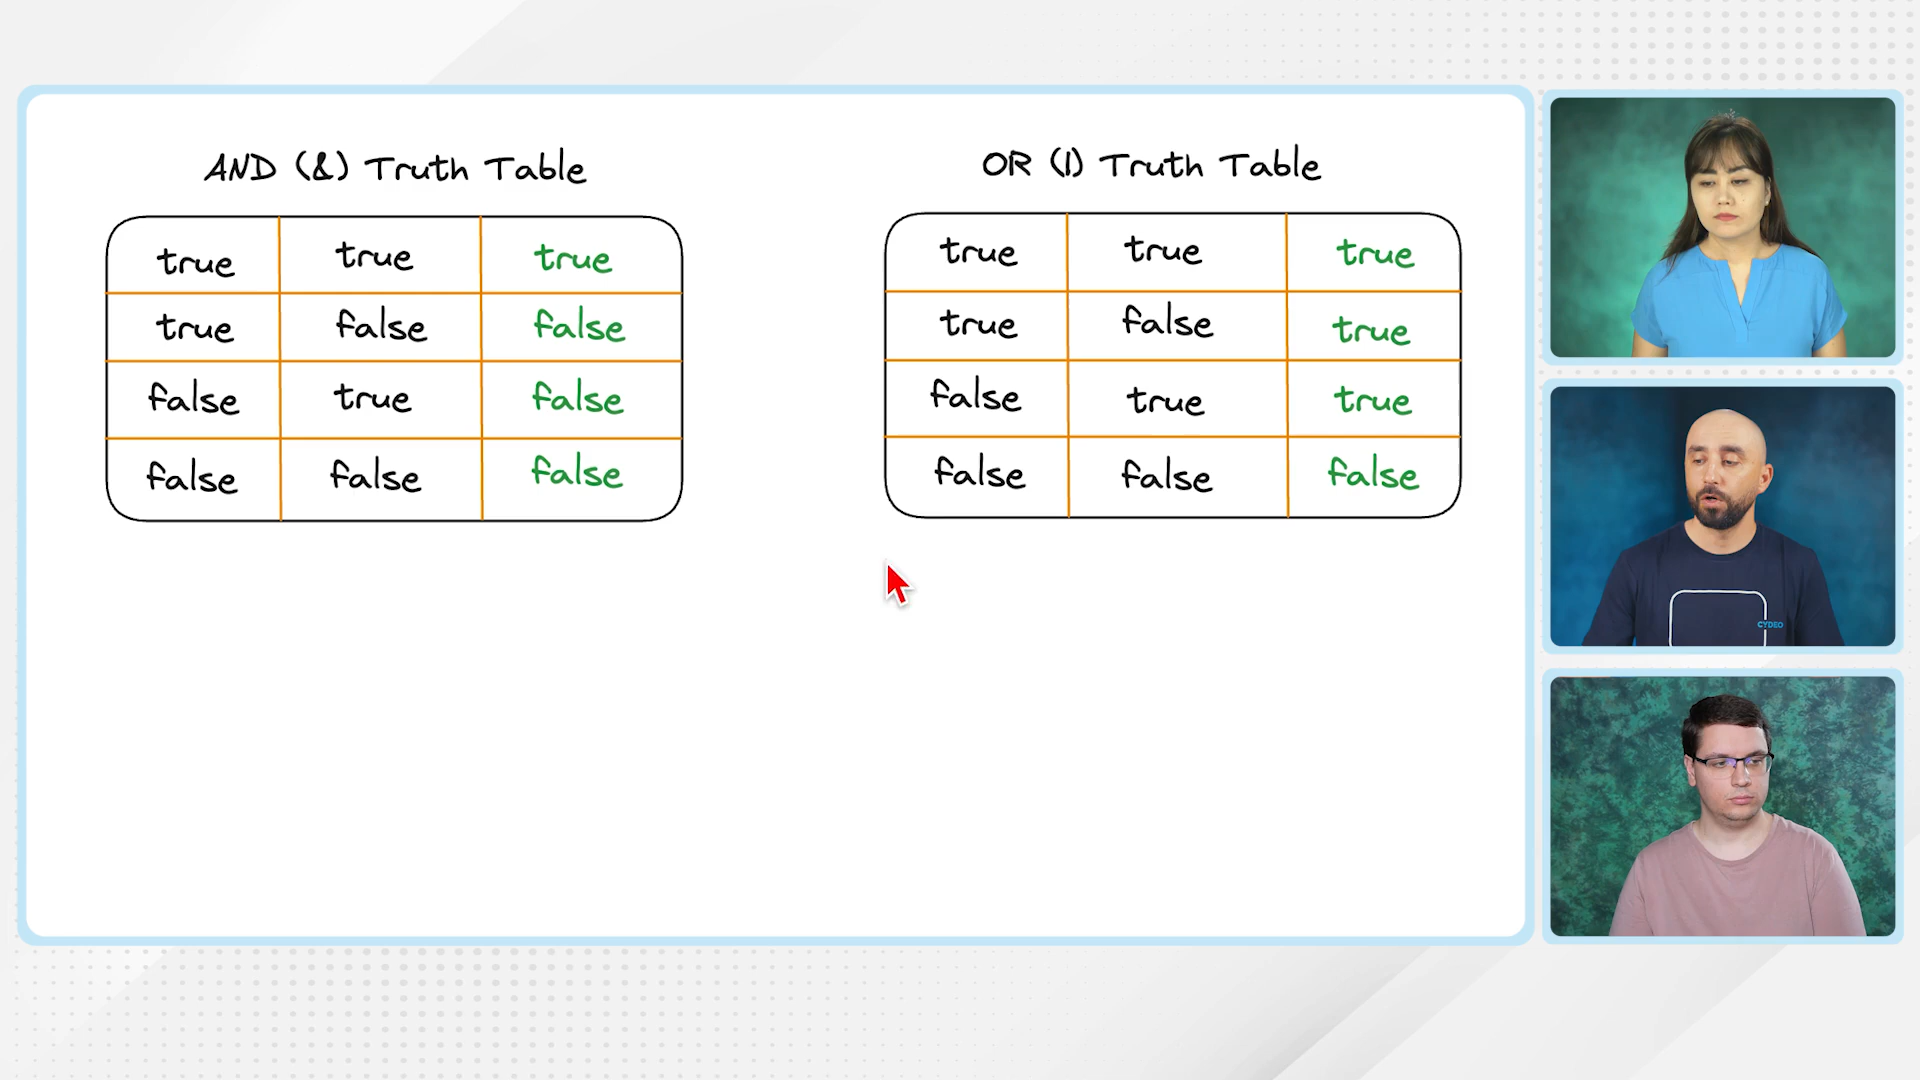 AND (&) Truth Table
true true true
true false false
false true false
false false false
OR (|) Truth Table
true true true
true false true
false true true
false false false
CYDEO